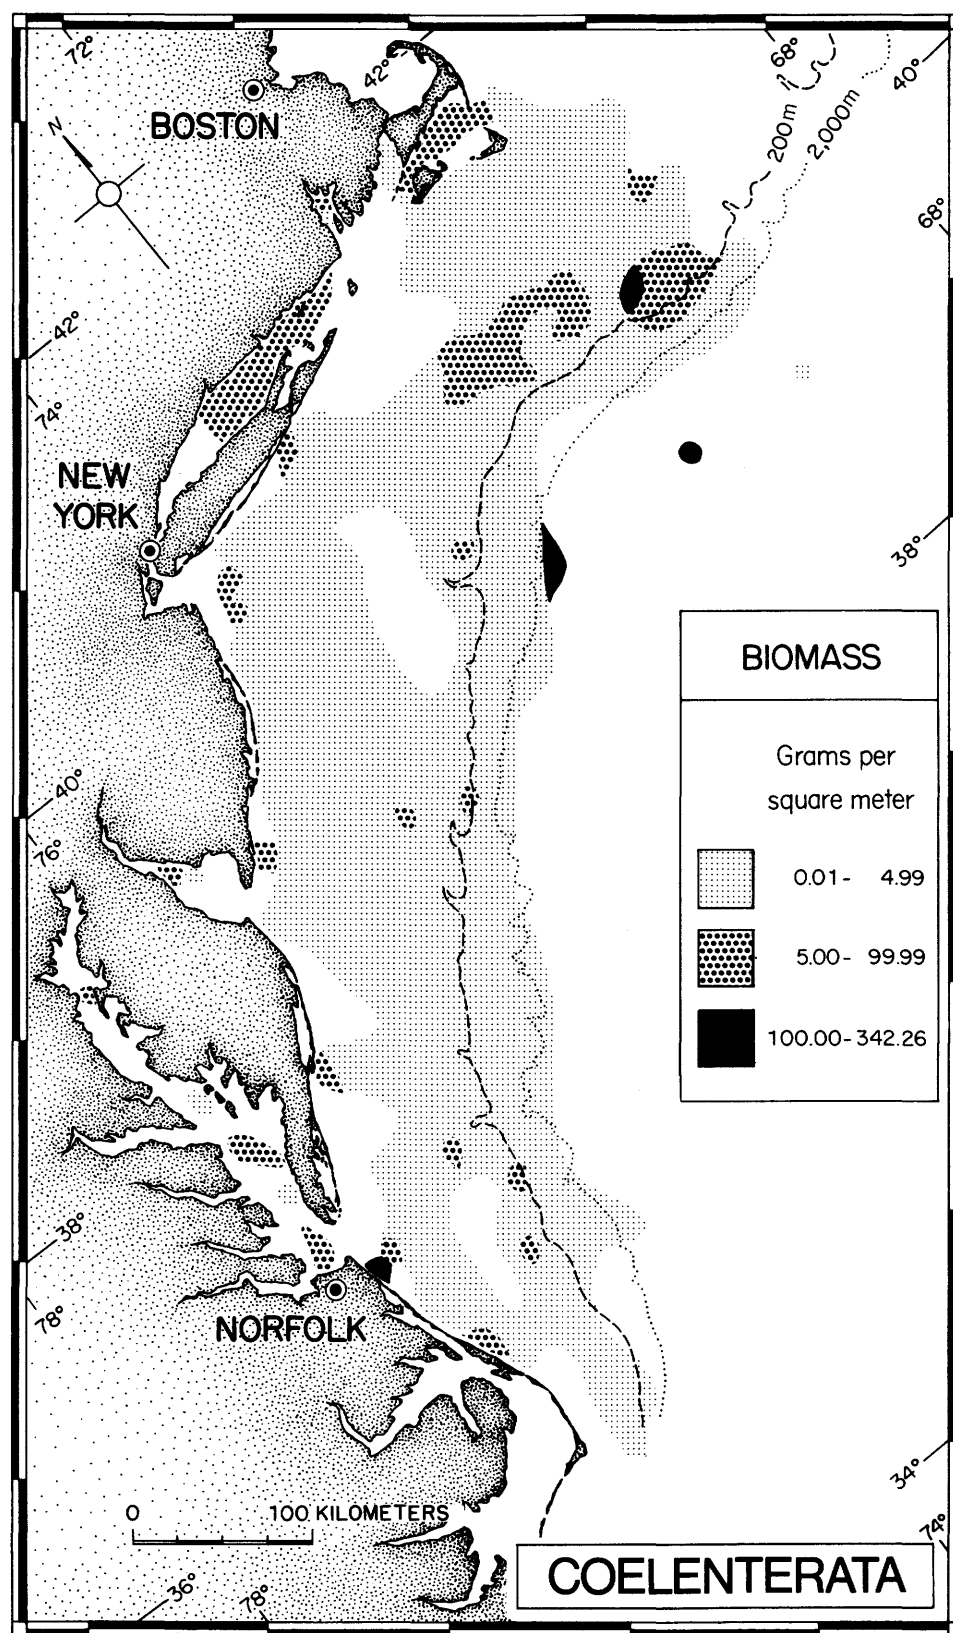 72°
42°
68°
40°
BOSTON
N
200m
2,000m
68°
42°
74°
NEW
YORK
38°
BIOMASS
Grams per
square meter
0.01- 4.99
5.00- 99.99
100.00-342.26
40°
76°
38°
78°
NORFOLK
34°
0 100 KILOMETERS
74°
COELENTERATA
36°
78°